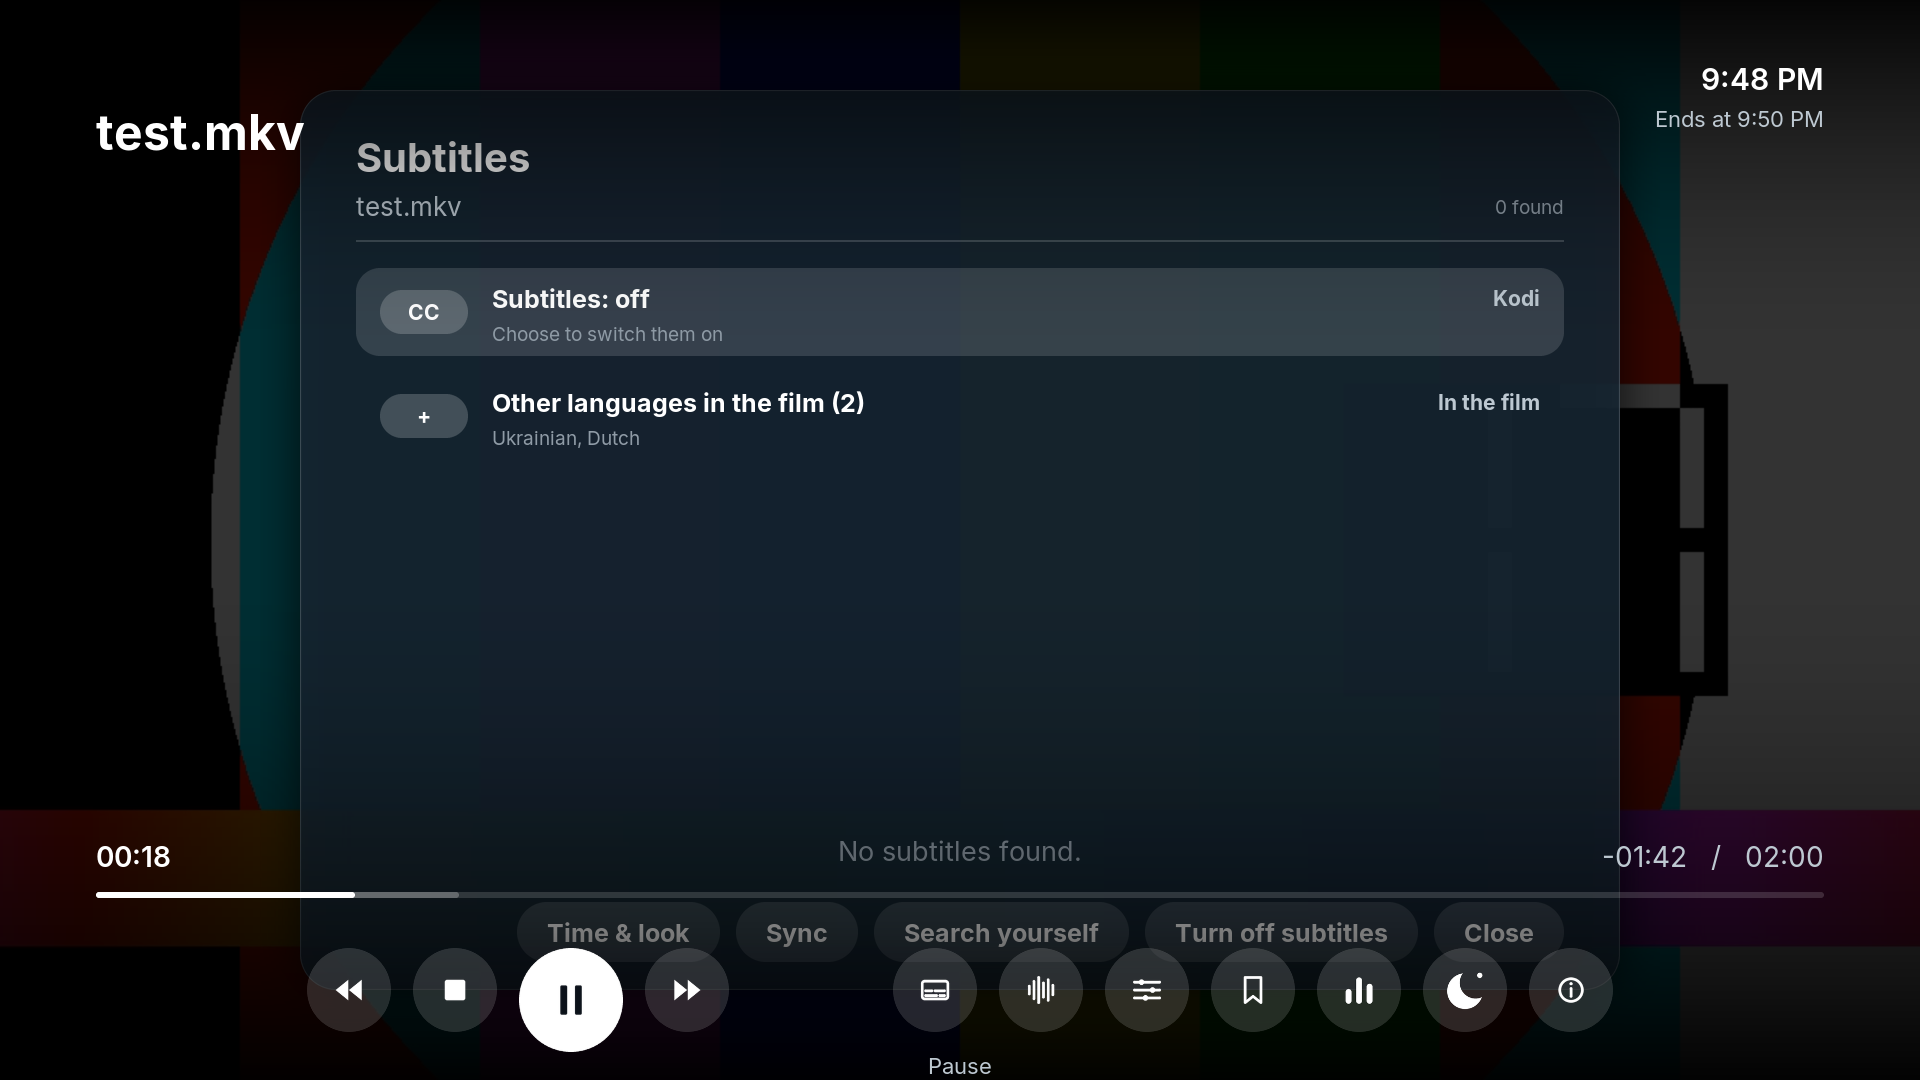 9:48 PM
Ends at 9:50 PM
test.mkv
Subtitles
test.mkv
0 found
CC
Subtitles: off
Kodi
Choose to switch them on
+
Other languages in the film (2)
In the film
Ukrainian, Dutch
No subtitles found.
00:18
-01:42 / 02:00
Time & look
Sync
Search yourself
Turn off subtitles
Close
Pause